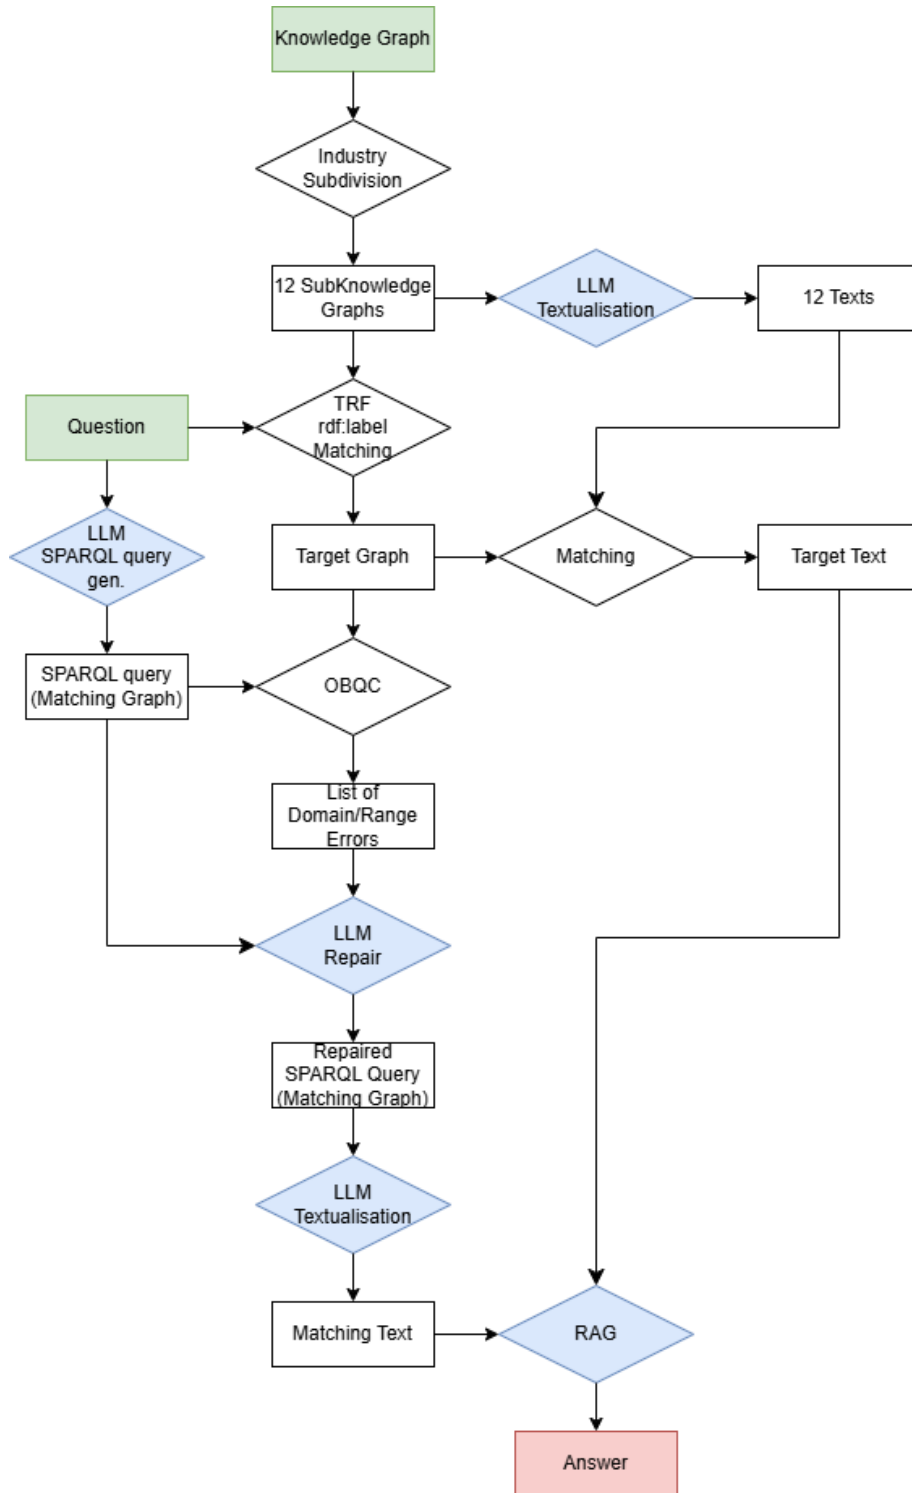 Knowledge Graph
Industry
Subdivision
12 SubKnowledge
Graphs
LLM
Textualisation
12 Texts
Question
TRF
rdf:label
Matching
LLM
SPARQL query
gen.
Target Graph
Matching
Target Text
SPARQL query
(Matching Graph)
OBQC
List of
Domain/Range
Errors
LLM
Repair
Repaired
SPARQL Query
(Matching Graph)
LLM
Textualisation
Matching Text
RAG
Answer